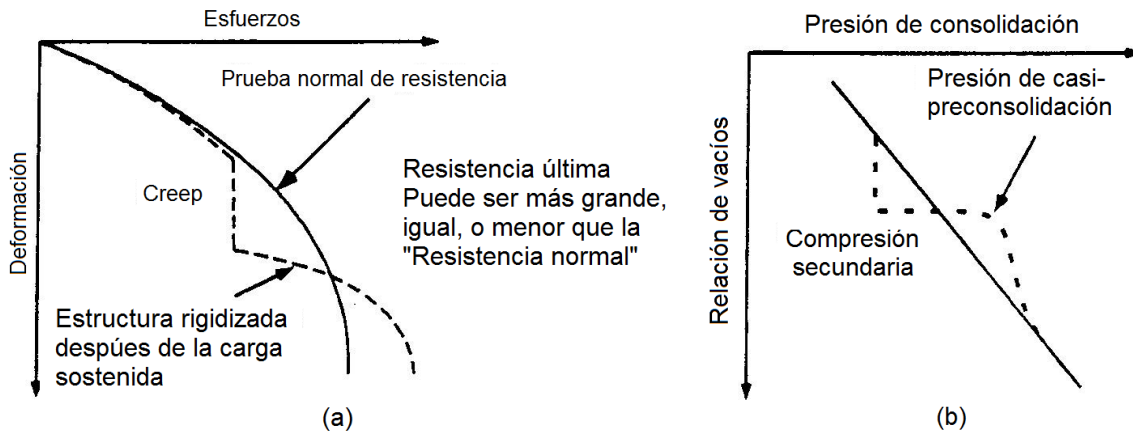 Esfuerzos
Prueba normal de resistencia
Deformación
Creep
Resistencia última
Puede ser más grande,
igual, o menor que la
"Resistencia normal"
Estructura rigidizada
despúes de la carga
sostenida
(a)
Presión de consolidación
Presión de casi-
preconsolidación
Relación de vacíos
Compresión
secundaria
(b)